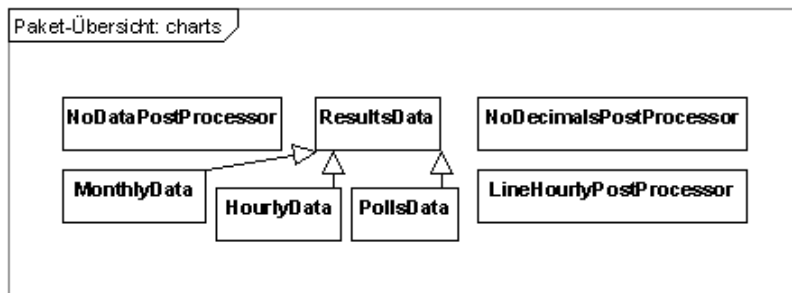 Paket-Übersicht: charts
NoDataPostProcessor
ResultsData
NoDecimalsPostProcessor
MonthlyData
HourlyData
PollsData
LineHourlyPostProcessor